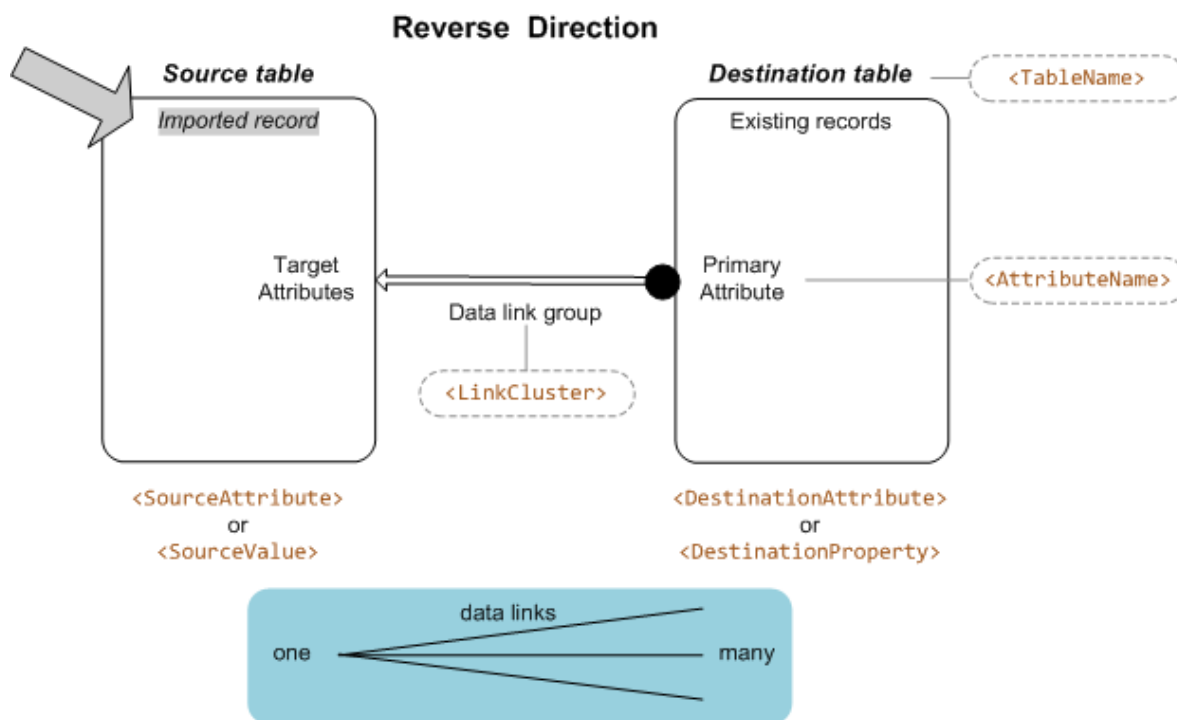 Reverse Direction
Source table
Destination table
<TableName>
Imported record
Existing records
Target
Attributes
Primary
Attribute
<AttributeName>
Data link group
<LinkCluster>
<SourceAttribute>
or
<SourceValue>
<DestinationAttribute>
or
<DestinationProperty>
data links
one
many